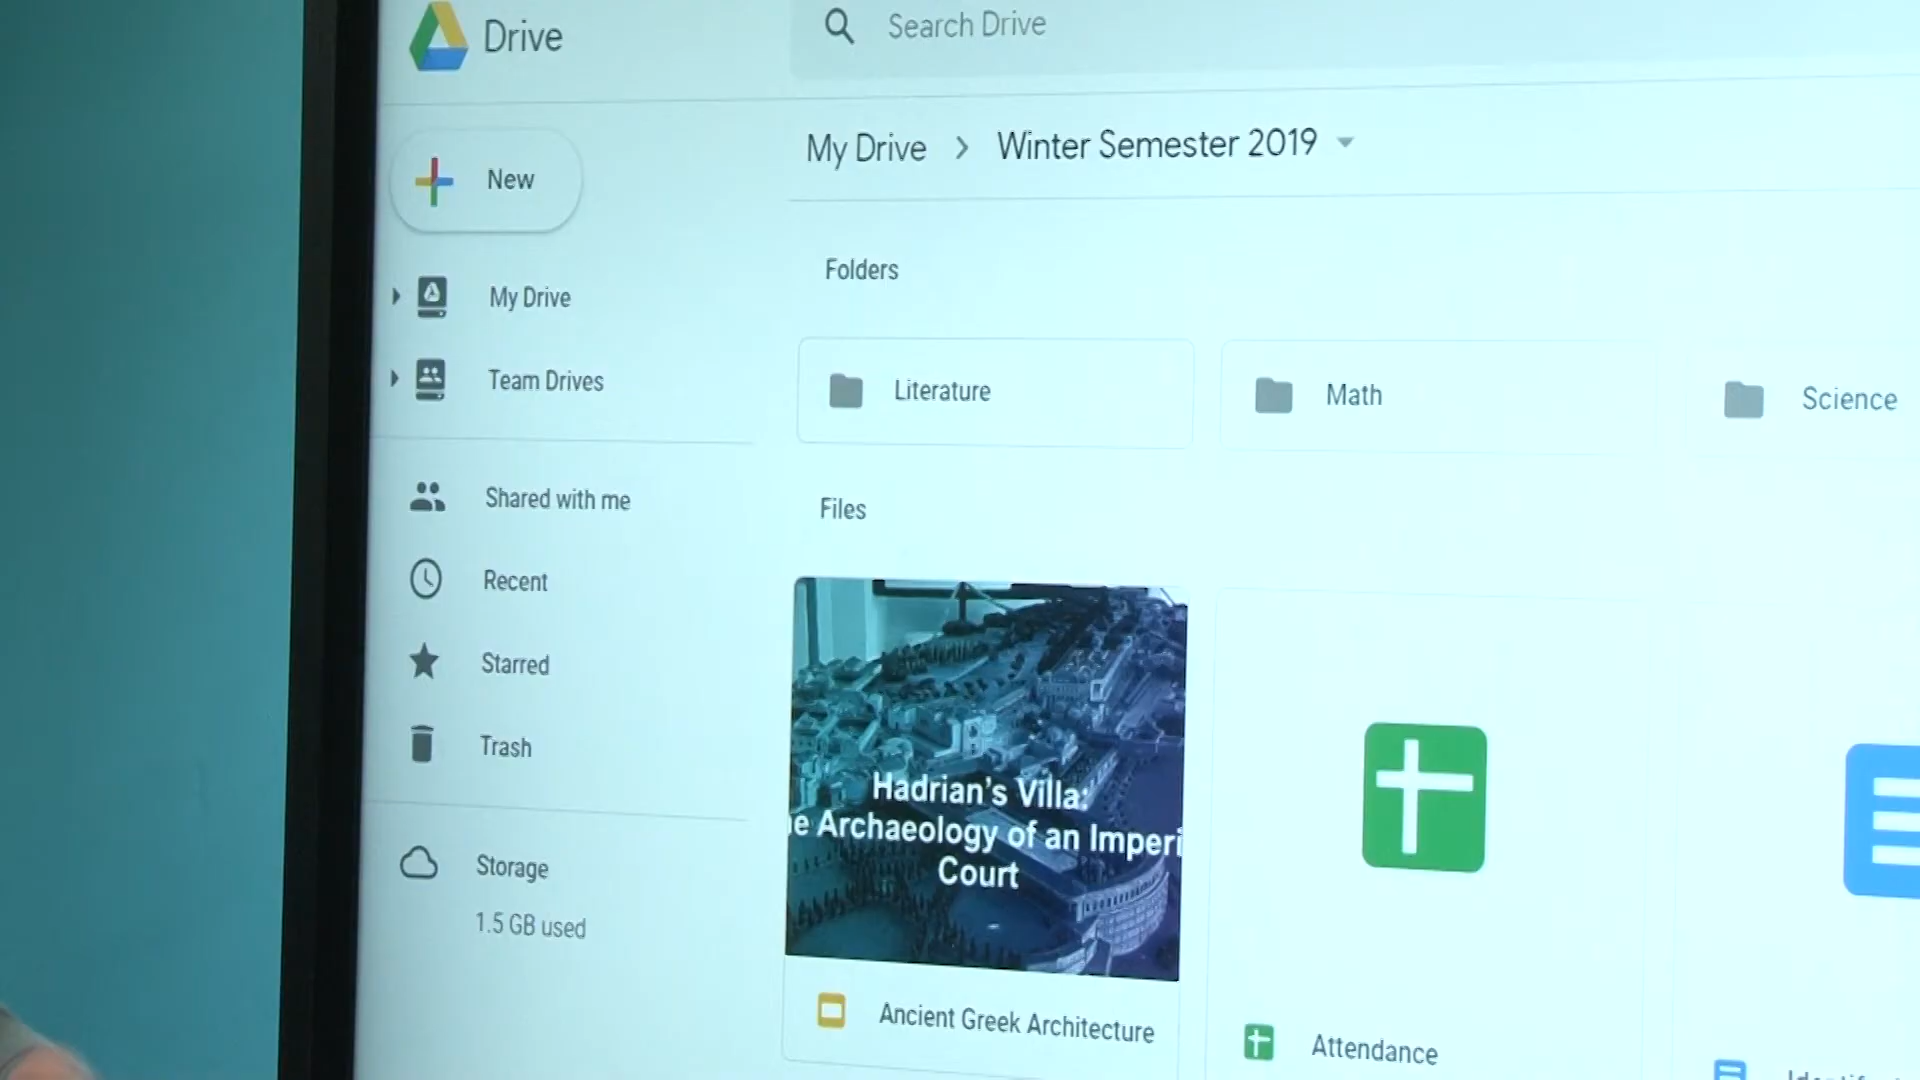 Drive
Search Drive
New
My Drive
Team Drives
Shared with me
Recent
Starred
Trash
Storage
1.5 GB used
My Drive > Winter Semester 2019
Folders
Literature
Math
Science
Files
Hadrian's Villa:
e Archaeology of an Imperi
Court
Ancient Greek Architecture
Attendance